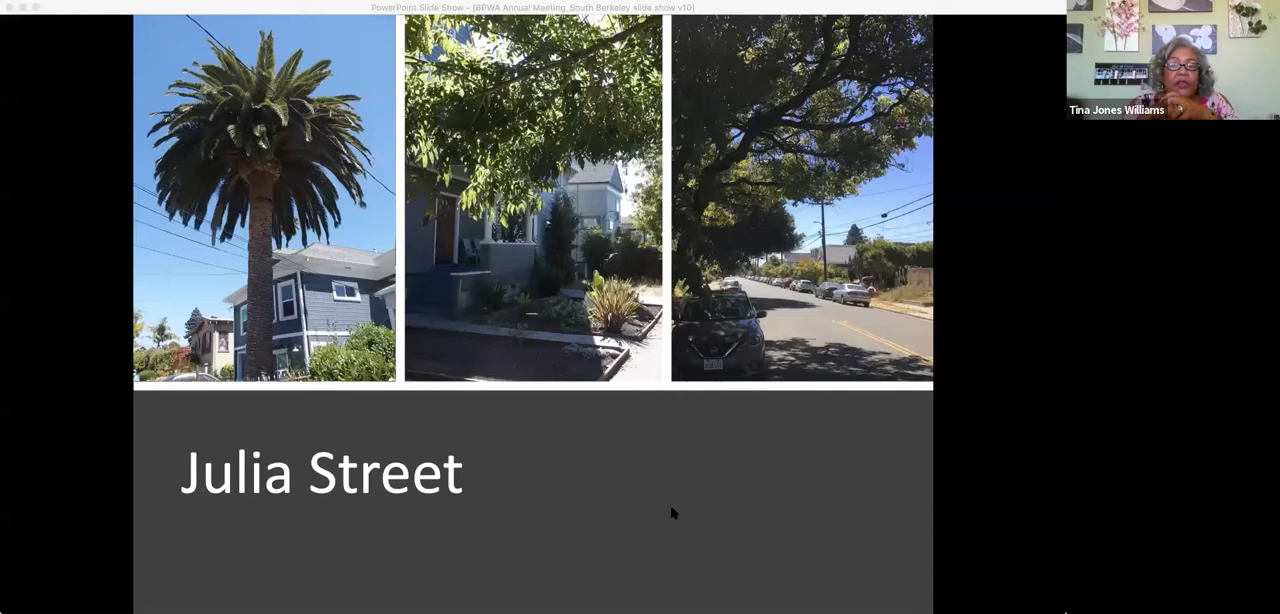 PowerPoint Slide Show - [BPWA Annual Meeting_South Berkeley slide show v10]
Tina Jones Williams
Julia Street